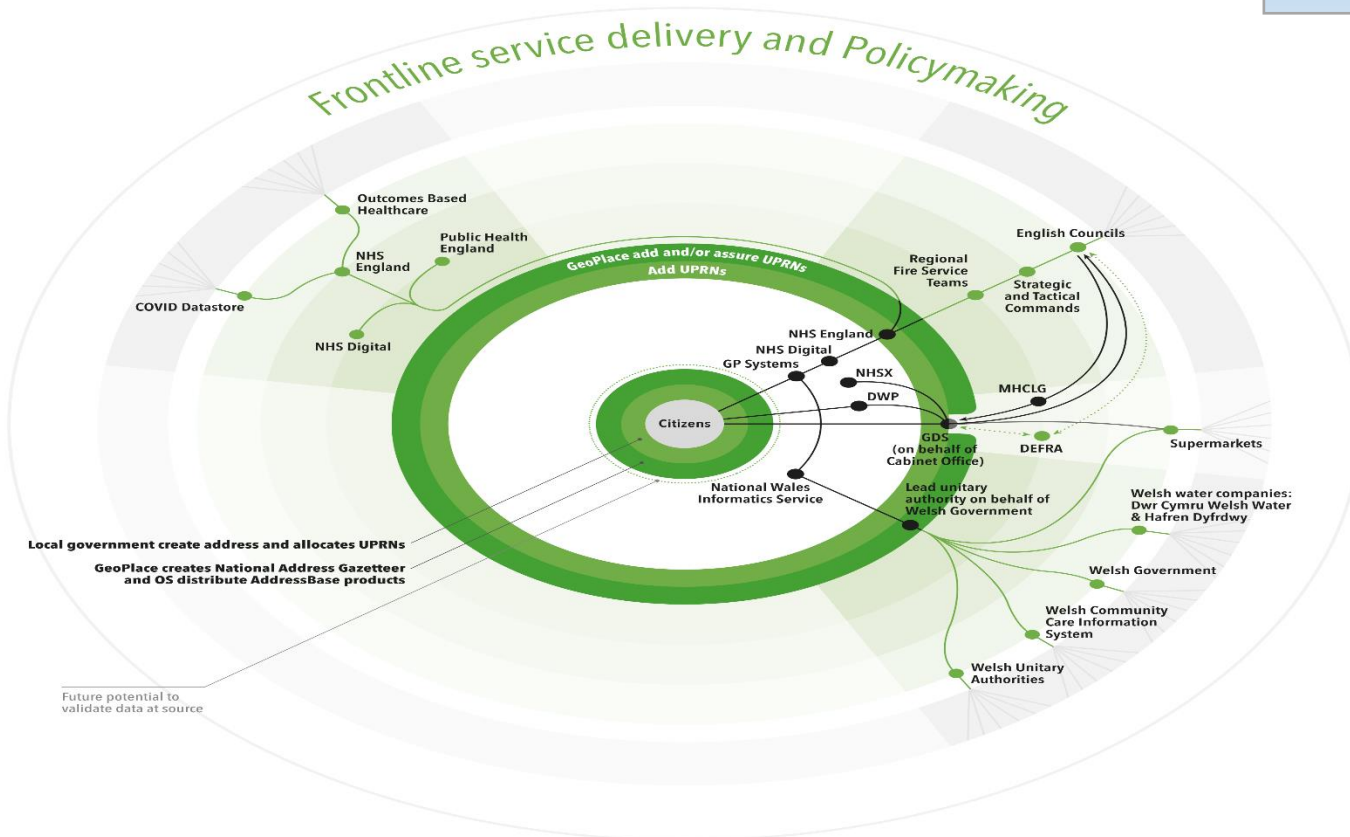 Frontline service delivery and Policymaking
Outcomes Based
Healthcare
Public Health
England
NHS
England
COVID Datastore
NHS Digital
GeoPlace add and/or assure UPRNs
Add UPRNs
English Councils
Regional
Fire Service
Teams
Strategic
and Tactical
Commands
NHS England
NHS Digital
GP Systems
NHSX
DWP
MHCLG
Citizens
GDS
(on behalf of
Cabinet Office)
DEFRA
Supermarkets
National Wales
Informatics Service
Lead unitary
authority on behalf of
Welsh Government
Welsh water companies:
Dwr Cymru Welsh Water
& Hafren Dyfrdwy
Local government create address and allocates UPRNs
GeoPlace creates National Address Gazetteer
and OS distribute AddressBase products
Welsh Government
Welsh Community
Care Information
System
Welsh Unitary
Authorities
Future potential to
validate data at source